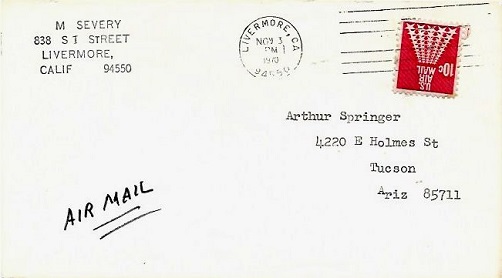 M SEVERY
838 S I STREET
LIVERMORE,
CALIF 94550
LIVERMORE, CA
NOV 3
PM
1970
94550
10c U.S. AIR MAIL
Arthur Springer
4220 E Holmes St
Tucson
Ariz 85711
AIR MAIL